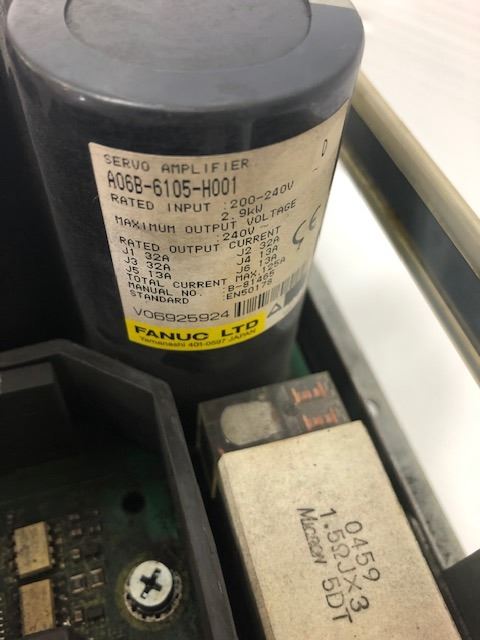 SERVO AMPLIFIER
A06B-6105-H001
RATED INPUT :200-240V
2.9kW
MAXIMUM OUTPUT VOLTAGE
:240V ~
RATED OUTPUT CURRENT
J1 32A J2 32A
J3 32A J4 13A
J5 13A J6 13A
TOTAL CURRENT MAX.125A
MANUAL NO. :B-81465
STANDARD :EN50178
V06925924
D
CE
FANUC LTD
Yamanashi 401-0597 JAPAN
0459
1.5ΩJX3
MICRON 5DT